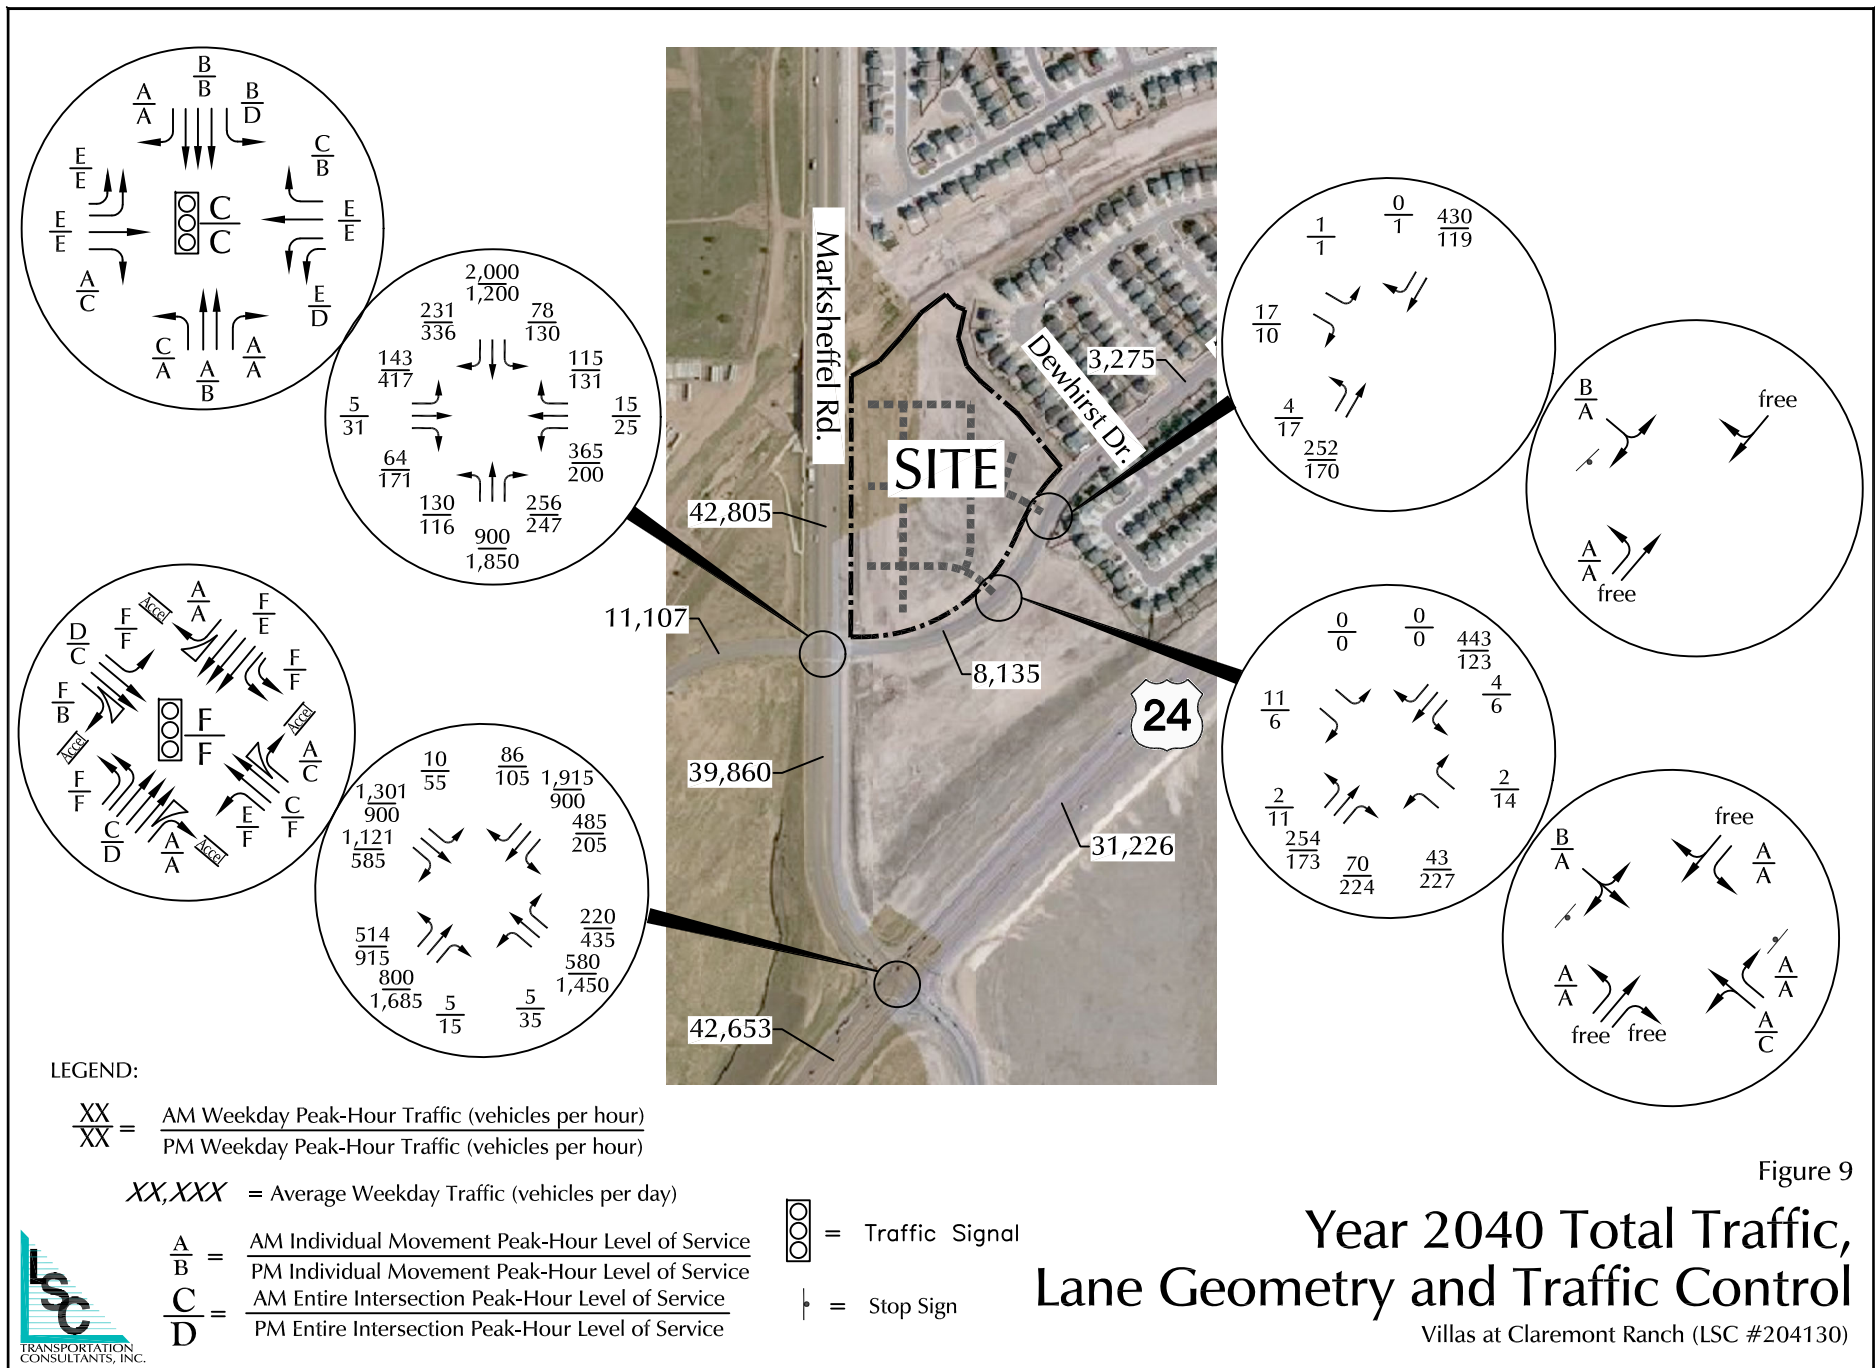 A
A
B
B
B
D
E
E
C
B
E
E
C
C
E
E
A
C
E
D
C
A
A
B
A
A
2,000
1,200
231
336
78
130
143
417
115
131
5
31
15
25
64
171
365
200
130
116
256
247
900
1,850
Marksheffel Rd.
Dewhirst Dr.
SITE
3,275
42,805
11,107
8,135
24
39,860
31,226
42,653
1
1
0
1
430
119
17
10
4
17
252
170
B
A
free
A
A
free
0
0
0
0
443
123
11
6
4
6
2
11
2
14
254
173
70
224
43
227
B
A
free
A
A
A
A
A
A
free
free
A
C
Accel
A
A
F
E
F
F
D
C
F
F
F
B
Accel
F
F
Accel
A
C
F
F
C
D
A
A
Accel
E
F
C
F
10
55
86
105
1,301
900
1,915
900
1,121
585
485
205
514
915
220
435
800
1,685
580
1,450
5
15
5
35
LEGEND:
XX
XX
=
AM Weekday Peak-Hour Traffic (vehicles per hour)
PM Weekday Peak-Hour Traffic (vehicles per hour)
XX,XXX = Average Weekday Traffic (vehicles per day)
A
B
=
AM Individual Movement Peak-Hour Level of Service
PM Individual Movement Peak-Hour Level of Service
C
D
=
AM Entire Intersection Peak-Hour Level of Service
PM Entire Intersection Peak-Hour Level of Service
= Traffic Signal
= Stop Sign
LSC
TRANSPORTATION
CONSULTANTS, INC.
Figure 9
Year 2040 Total Traffic,
Lane Geometry and Traffic Control
Villas at Claremont Ranch (LSC #204130)